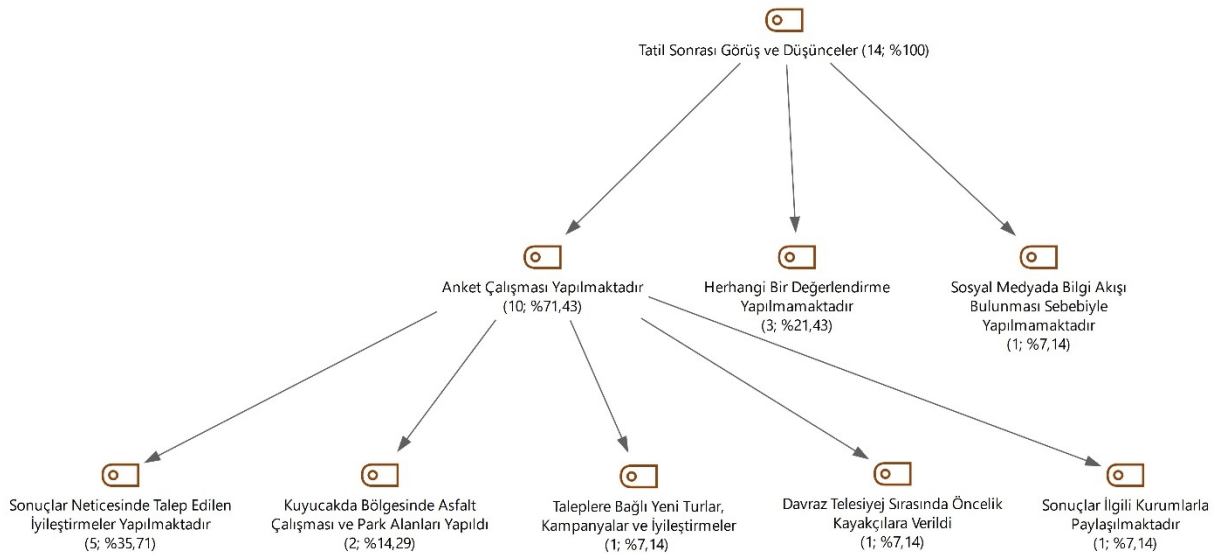 Tatil Sonrası Görüş ve Düşünceler (14; %100)
Anket Çalışması Yapılmaktadır
(10; %71,43)
Herhangi Bir Değerlendirme
Yapılmamaktadır
(3; %21,43)
Sosyal Medyada Bilgi Akışı
Bulunması Sebebiyle
Yapılmamaktadır
(1; %7,14)
Sonuçlar Neticesinde Talep Edilen
İyileştirmeler Yapılmaktadır
(5; %35,71)
Kuyucakda Bölgesinde Asfalt
Çalışması ve Park Alanları Yapıldı
(2; %14,29)
Taleplere Bağlı Yeni Turlar,
Kampanyalar ve İyileştirmeler
(1; %7,14)
Davraz Telesiyej Sırasında Öncelik
Kayakçılara Verildi
(1; %7,14)
Sonuçlar İlgili Kurumlarla
Paylaşılmaktadır
(1; %7,14)